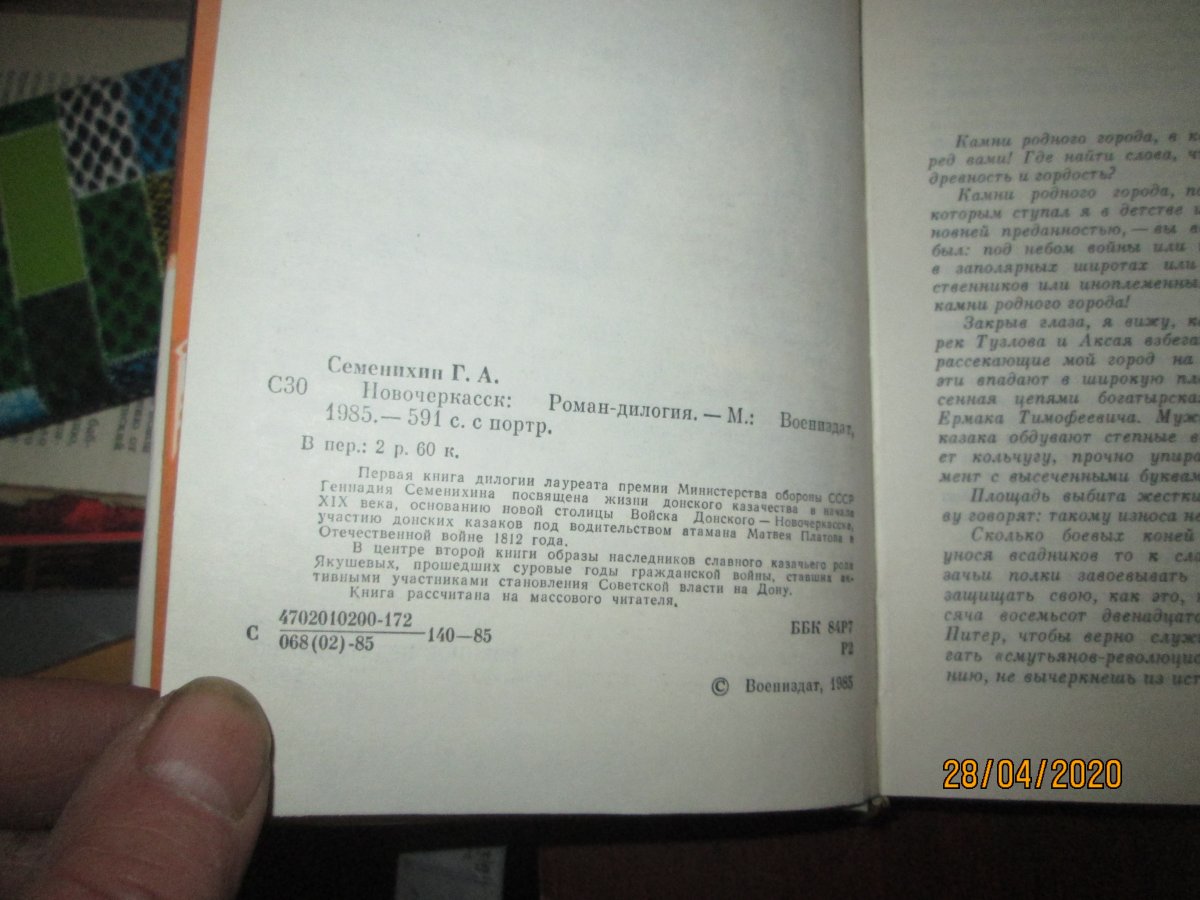 Семенихин Г. А.
С30
Новочеркасск: Роман-дилогия. — М.: Воениздат,
1985. — 591 с. с портр.
В пер.: 2 р. 60 к.
Первая книга дилогии лауреата премии Министерства обороны СССР
Геннадия Семенихина посвящена жизни донского казачества в начале
XIX века, основанию новой столицы Войска Донского — Новочеркасска,
участию донских казаков под водительством атамана Матвея Платова в
Отечественной войне 1812 года.
В центре второй книги образы наследников славного казачьего рода
Якушевых, прошедших суровые годы гражданской войны, ставших ак-
тивными участниками становления Советской власти на Дону.
Книга рассчитана на массового читателя.
С 4702010200-172
068(02)-85
140—85
ББК 84Р7
Р2
© Воениздат, 1985
Камни родного города, в
ред вами! Где найти слова,
древность и гордость?
Камни родного города,
которым ступал я в детстве
новней преданностью, — вы
был: под небом войны или
в заполярных широтах или
ственников или иноплеменны
камни родного города!
Закрыв глаза, я вижу,
рек Тузлова и Аксая взбега
рассекающие мой город на
эти впадают в широкую
сенная цепями богатырска
Ермака Тимофеевича. Му
казака обдувают степные
ет кольчугу, прочно упира
мент с высеченными буквам
Площадь выбита жестки
ву говорят: такому износа не
Сколько боевых коней
унося всадников то к
зачьи полки завоевывать
защищать свою, как это,
сяча восемьсот двенадцато
Питер, чтобы верно служи
гать «смутьянов-революцио
нию, не вычеркнешь из ист
28/04/2020